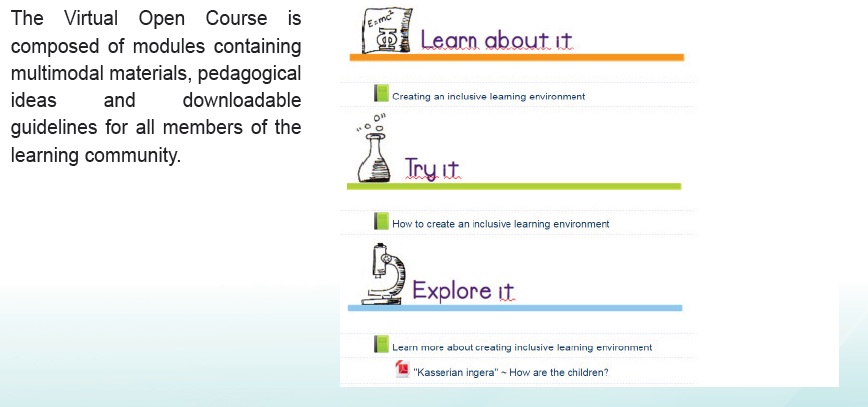 The Virtual Open Course is
composed of modules containing
multimodal materials, pedagogical
ideas and downloadable
guidelines for all members of the
learning community.
E=mc²
Learn about it
Creating an inclusive learning environment
Try it
How to create an inclusive learning environment
Explore it
Learn more about creating inclusive learning environment
"Kasserian ingera" ~ How are the children?